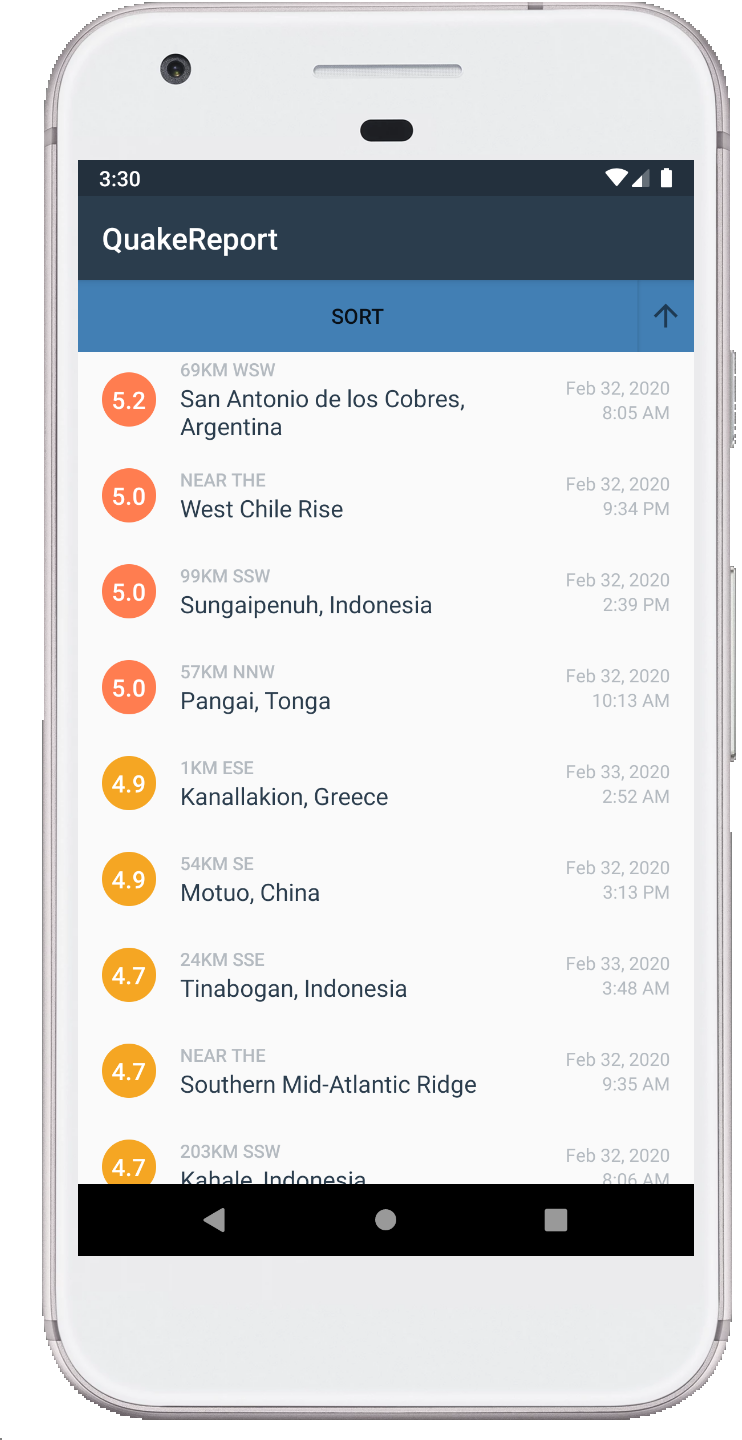 3:30
QuakeReport
SORT
5.2
69KM WSW
San Antonio de los Cobres,
Argentina
Feb 32, 2020
8:05 AM
5.0
NEAR THE
West Chile Rise
Feb 32, 2020
9:34 PM
5.0
99KM SSW
Sungaipenuh, Indonesia
Feb 32, 2020
2:39 PM
5.0
57KM NNW
Pangai, Tonga
Feb 32, 2020
10:13 AM
4.9
1KM ESE
Kanallakion, Greece
Feb 33, 2020
2:52 AM
4.9
54KM SE
Motuo, China
Feb 32, 2020
3:13 PM
4.7
24KM SSE
Tinabogan, Indonesia
Feb 33, 2020
3:48 AM
4.7
NEAR THE
Southern Mid-Atlantic Ridge
Feb 32, 2020
9:35 AM
4.7
203KM SSW
Kahale, Indonesia
Feb 32, 2020
8:06 AM